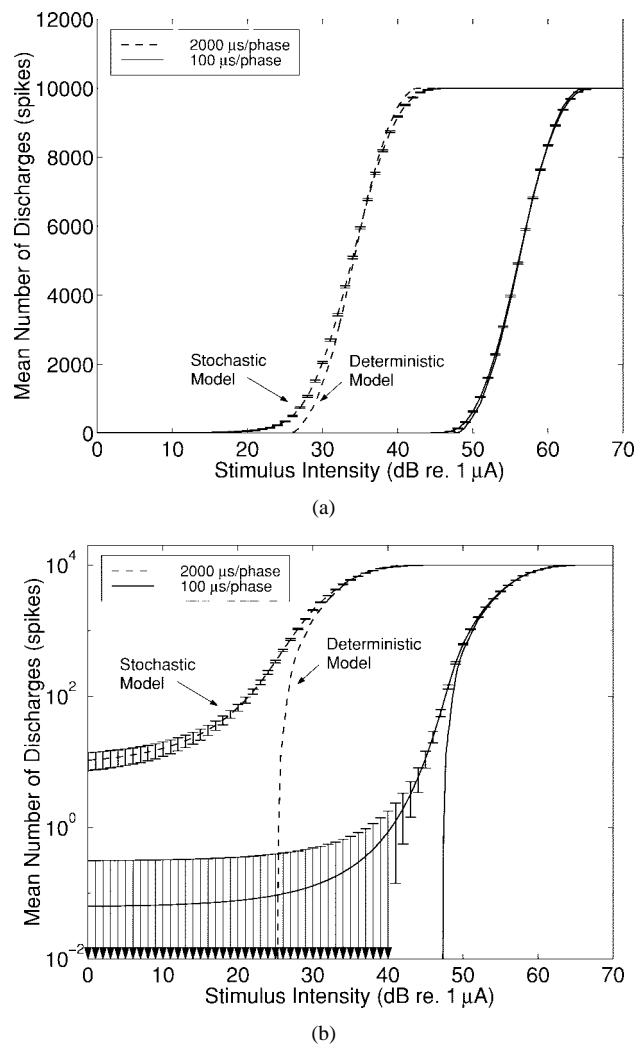 12000
10000
8000
6000
4000
2000
0
Mean Number of Discharges (spikes)
2000 μs/phase
100 μs/phase
Stochastic
Model
Deterministic
Model
0 10 20 30 40 50 60 70
Stimulus Intensity (dB re. 1 μA)
(a)
10^4
10^2
10^0
10^-2
Mean Number of Discharges (spikes)
2000 μs/phase
100 μs/phase
Stochastic
Model
Deterministic
Model
0 10 20 30 40 50 60 70
Stimulus Intensity (dB re. 1 μA)
(b)